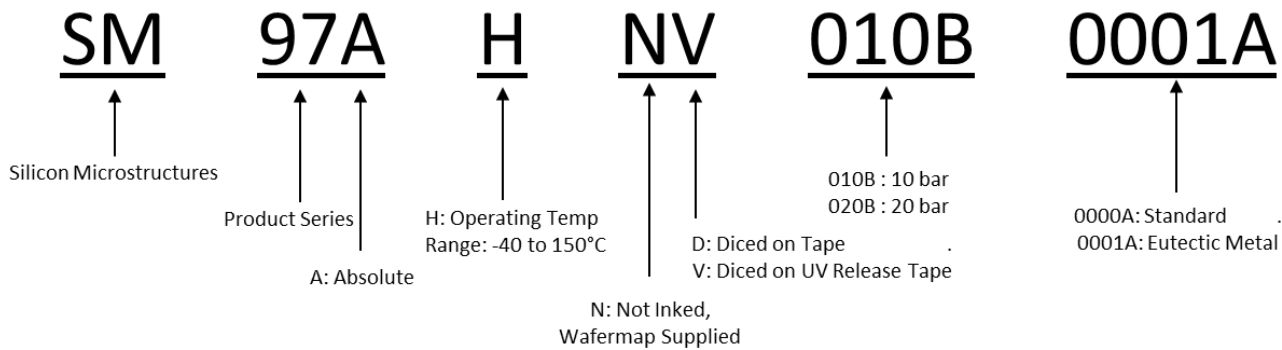 SM 97A H NV 010B 0001A
Silicon Microstructures
Product Series
A: Absolute
H: Operating Temp
Range: -40 to 150°C
N: Not Inked,
Wafermap Supplied
D: Diced on Tape .
V: Diced on UV Release Tape
010B : 10 bar
020B : 20 bar
0000A: Standard .
0001A: Eutectic Metal